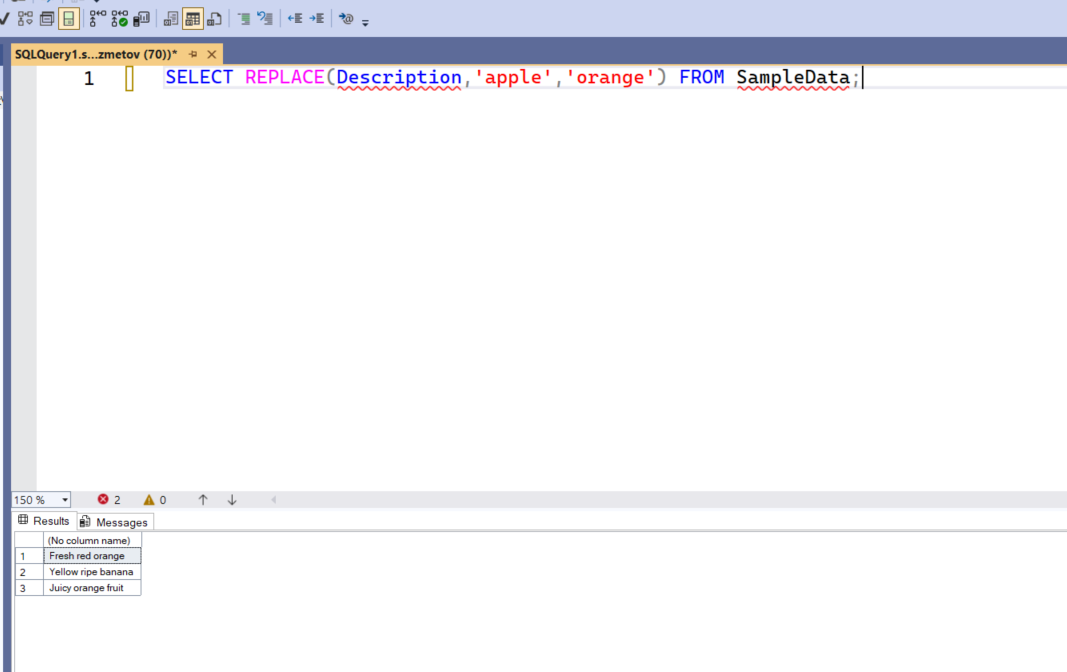 SQLQuery1.s...zmetov (70))*
1 SELECT REPLACE(Description,'apple','orange') FROM SampleData;
150 % 2 0
Results Messages
(No column name)
1 Fresh red orange
2 Yellow ripe banana
3 Juicy orange fruit